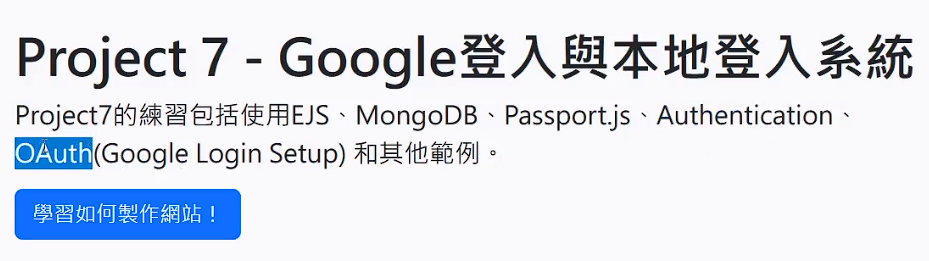 Project 7 - Google登入與本地登入系統
Project7的練習包括使用EJS、MongoDB、Passport.js、Authentication、
OAuth(Google Login Setup) 和其他範例。
學習如何製作網站！